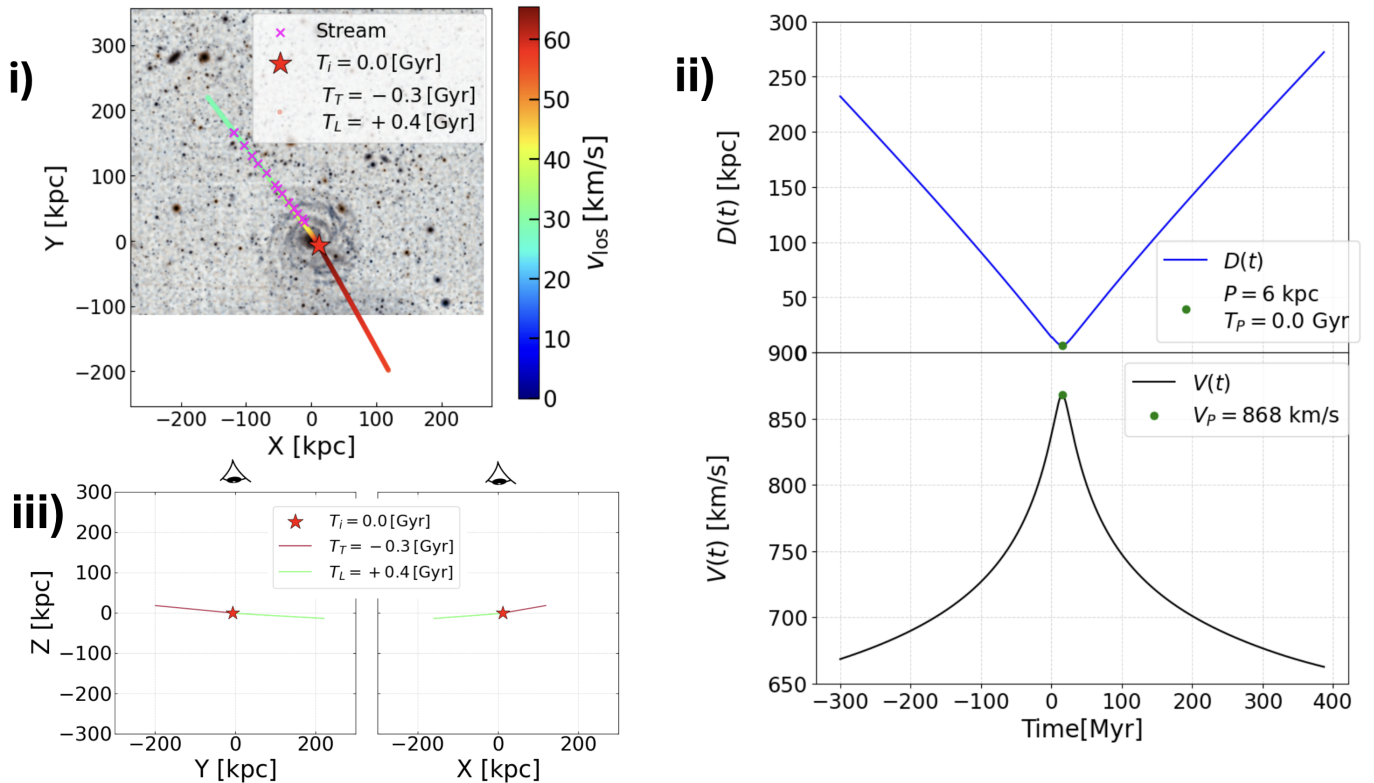 i)
Stream
T_i = 0.0 [Gyr]
T_T = −0.3 [Gyr]
T_L = +0.4 [Gyr]
300
200
100
0
−100
−200
Y [kpc]
−200 −100 0 100 200
X [kpc]
60
50
40
30
20
10
0
v_los [km/s]
ii)
300
250
200
150
100
50
0
D(t) [kpc]
D(t)
P = 6 kpc
T_P = 0.0 Gyr
900
850
800
750
700
650
V(t) [km/s]
V(t)
V_P = 868 km/s
−300 −200 −100 0 100 200 300 400
Time[Myr]
iii)
300
200
100
0
−100
−200
−300
Z [kpc]
T_i = 0.0 [Gyr]
T_T = −0.3 [Gyr]
T_L = +0.4 [Gyr]
−200 0 200
Y [kpc]
−200 0 200
X [kpc]